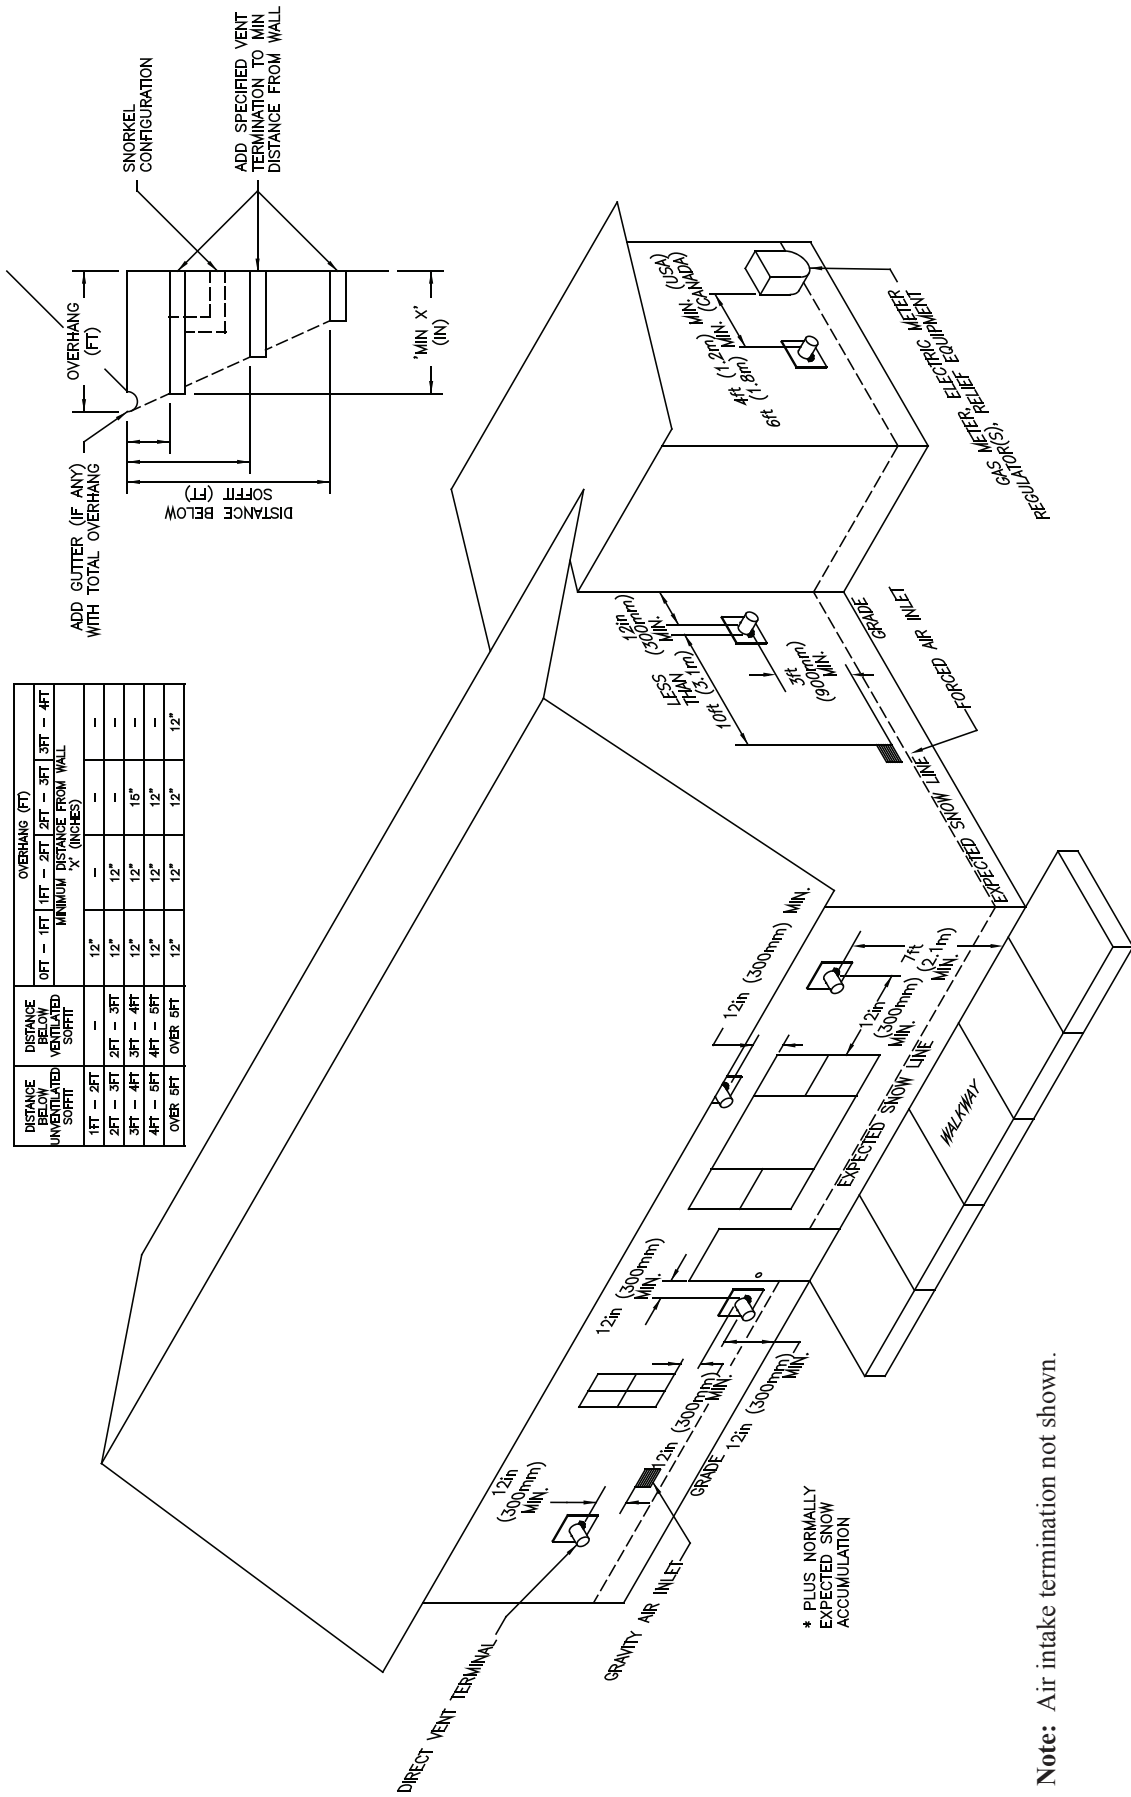 DISTANCE BELOW UNVENTILATED SOFFIT
DISTANCE BELOW VENTILATED SOFFIT
OVERHANG (FT)
0FT - 1FT 1FT - 2FT 2FT - 3FT 3FT - 4FT
MINIMUM DISTANCE FROM WALL
'X' (INCHES)
1FT - 2FT - 12" - - -
2FT - 3FT 2FT - 3FT 12" 12" - -
3FT - 4FT 3FT - 4FT 12" 12" 15" -
4FT - 5FT 4FT - 5FT 12" 12" 12" -
OVER 5FT OVER 5FT 12" 12" 12" 12"
ADD GUTTER (IF ANY)
WITH TOTAL OVERHANG
OVERHANG
(FT)
SNORKEL
CONFIGURATION
ADD SPECIFIED VENT
TERMINATION TO MIN
DISTANCE FROM WALL
DISTANCE BELOW
SOFFIT (FT)
"MIN X'
(IN)
DIRECT VENT TERMINAL
12in
(300mm)
MIN.
GRAVITY AIR INLET
12in (300mm)
MIN.
12in (300mm)
MIN.
GRADE
12in (300mm)
MIN.
12in (300mm) MIN.
EXPECTED SNOW LINE
12in
(300mm)
MIN.
7ft
(2.1m)
MIN.
WALKWAY
EXPECTED SNOW LINE
LESS
THAN
10ft (3.1m)
12in
(300mm)
MIN.
3ft
(900mm)
MIN.
GRADE
FORCED AIR INLET
4ft (1.2m) MIN. (USA)
6ft (1.8m) MIN. (CANADA)
GAS METER, ELECTRIC METER
REGULATOR(S), RELIEF EQUIPMENT
* PLUS NORMALLY
EXPECTED SNOW
ACCUMULATION
Note: Air intake termination not shown.